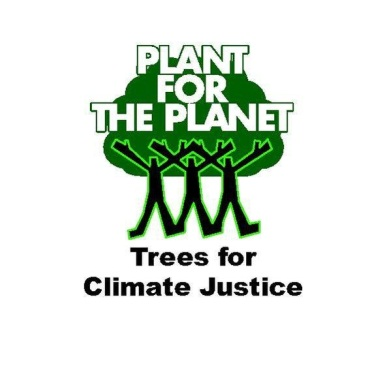 PLANT
FOR
THE PLANET
Trees for
Climate Justice